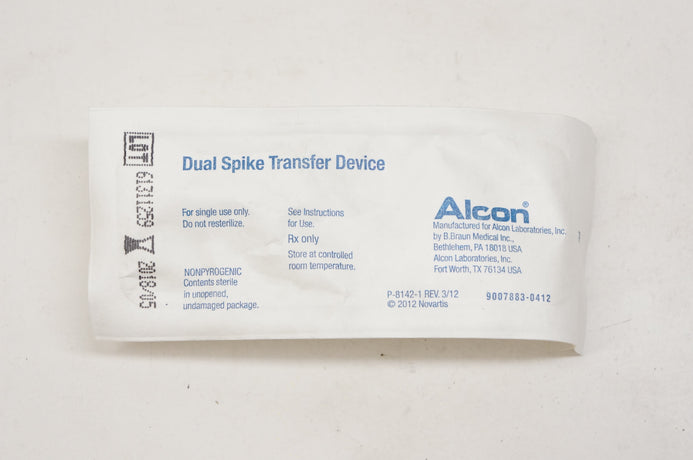 LOT
61311259
2018/05
Dual Spike Transfer Device
For single use only.
Do not resterilize.
NONPYROGENIC
Contents sterile
in unopened,
undamaged package.
See Instructions
for Use.
Rx only
Store at controlled
room temperature.
P-8142-1 REV. 3/12
© 2012 Novartis
Alcon®
Manufactured for Alcon Laboratories, Inc.
by B.Braun Medical Inc.,
Bethlehem, PA 18018 USA
Alcon Laboratories, Inc.
Fort Worth, TX 76134 USA
9007883-0412